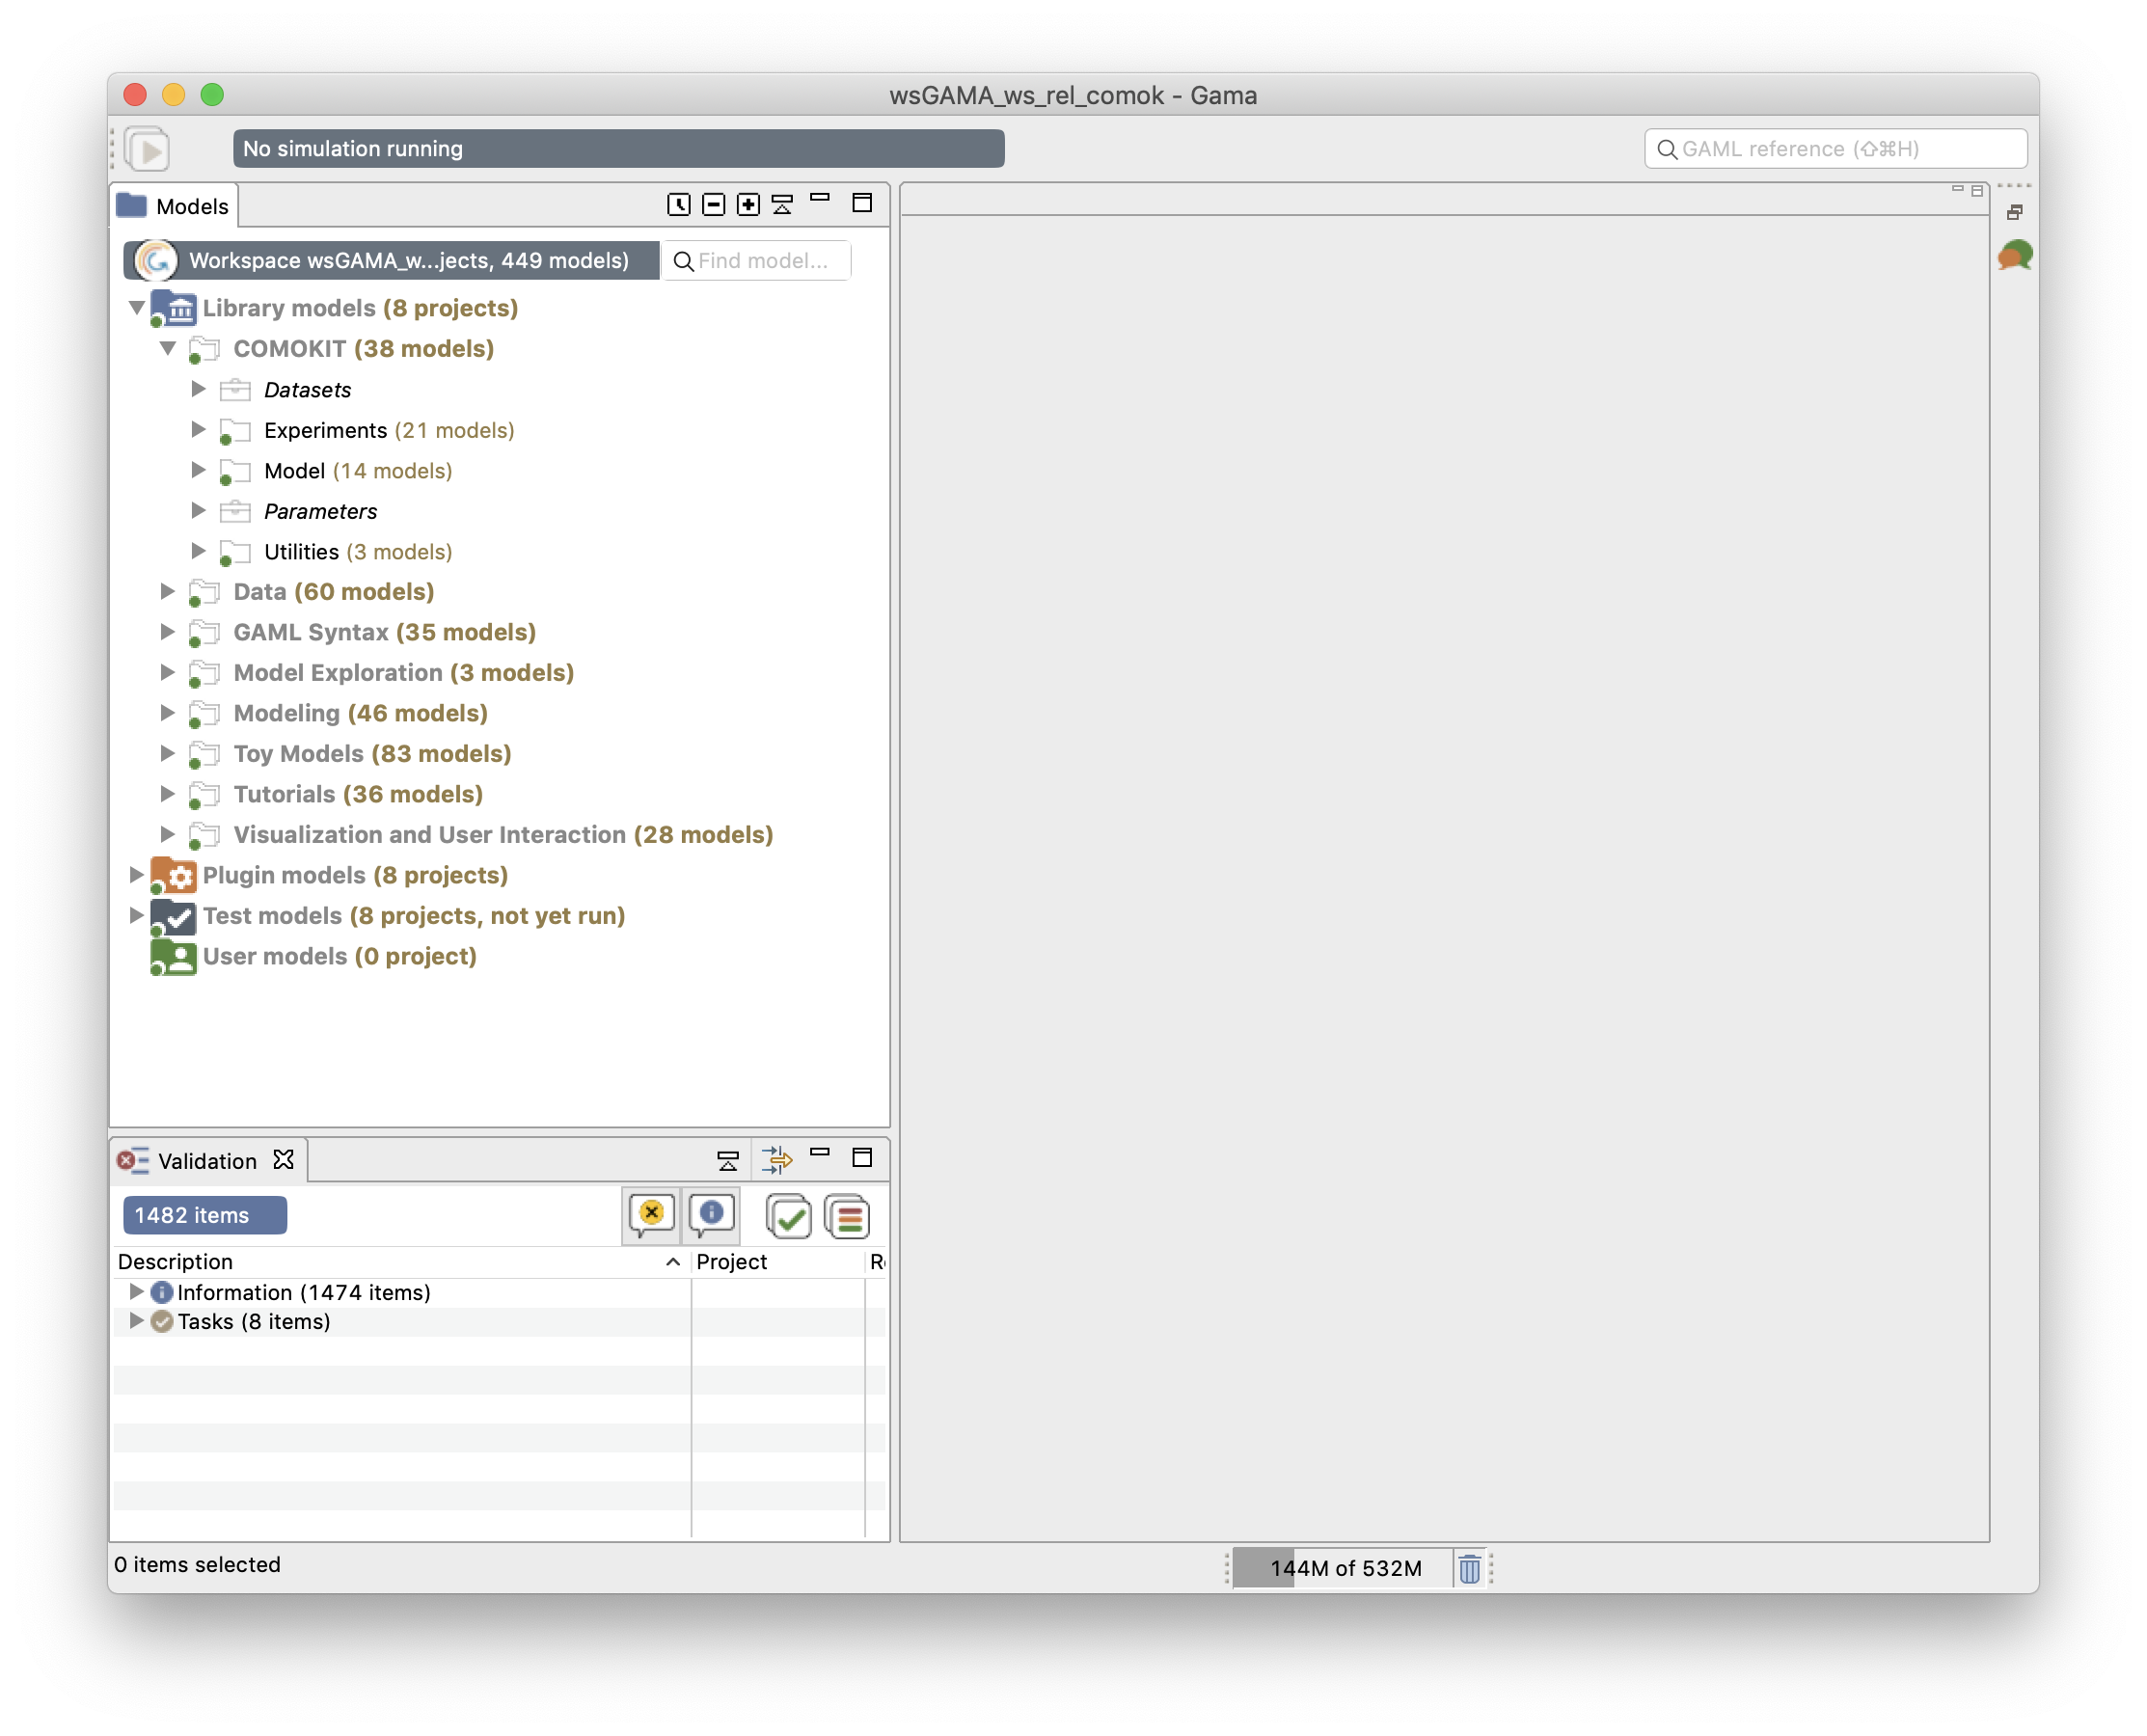 wsGAMA_ws_rel_comok - Gama
No simulation running
GAML reference (⇧⌘H)
Models
Workspace wsGAMA_w...jects, 449 models)
Find model...
Library models (8 projects)
COMOKIT (38 models)
Datasets
Experiments (21 models)
Model (14 models)
Parameters
Utilities (3 models)
Data (60 models)
GAML Syntax (35 models)
Model Exploration (3 models)
Modeling (46 models)
Toy Models (83 models)
Tutorials (36 models)
Visualization and User Interaction (28 models)
Plugin models (8 projects)
Test models (8 projects, not yet run)
User models (0 project)
Validation
1482 items
Description Project
Information (1474 items)
Tasks (8 items)
0 items selected
144M of 532M